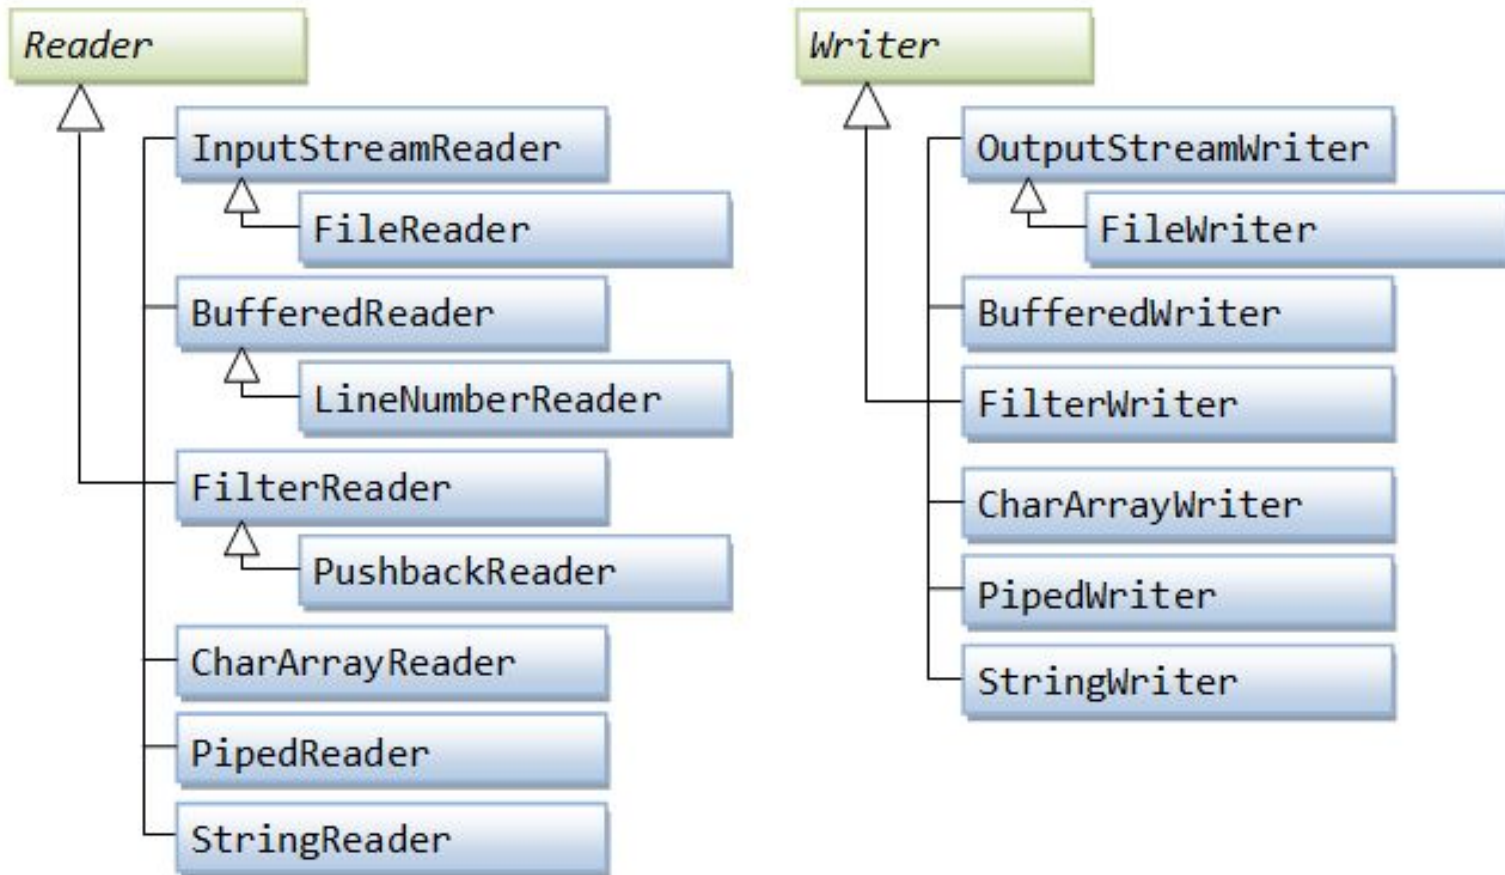 Reader
InputStreamReader
FileReader
BufferedReader
LineNumberReader
FilterReader
PushbackReader
CharArrayReader
PipedReader
StringReader
Writer
OutputStreamWriter
FileWriter
BufferedWriter
FilterWriter
CharArrayWriter
PipedWriter
StringWriter